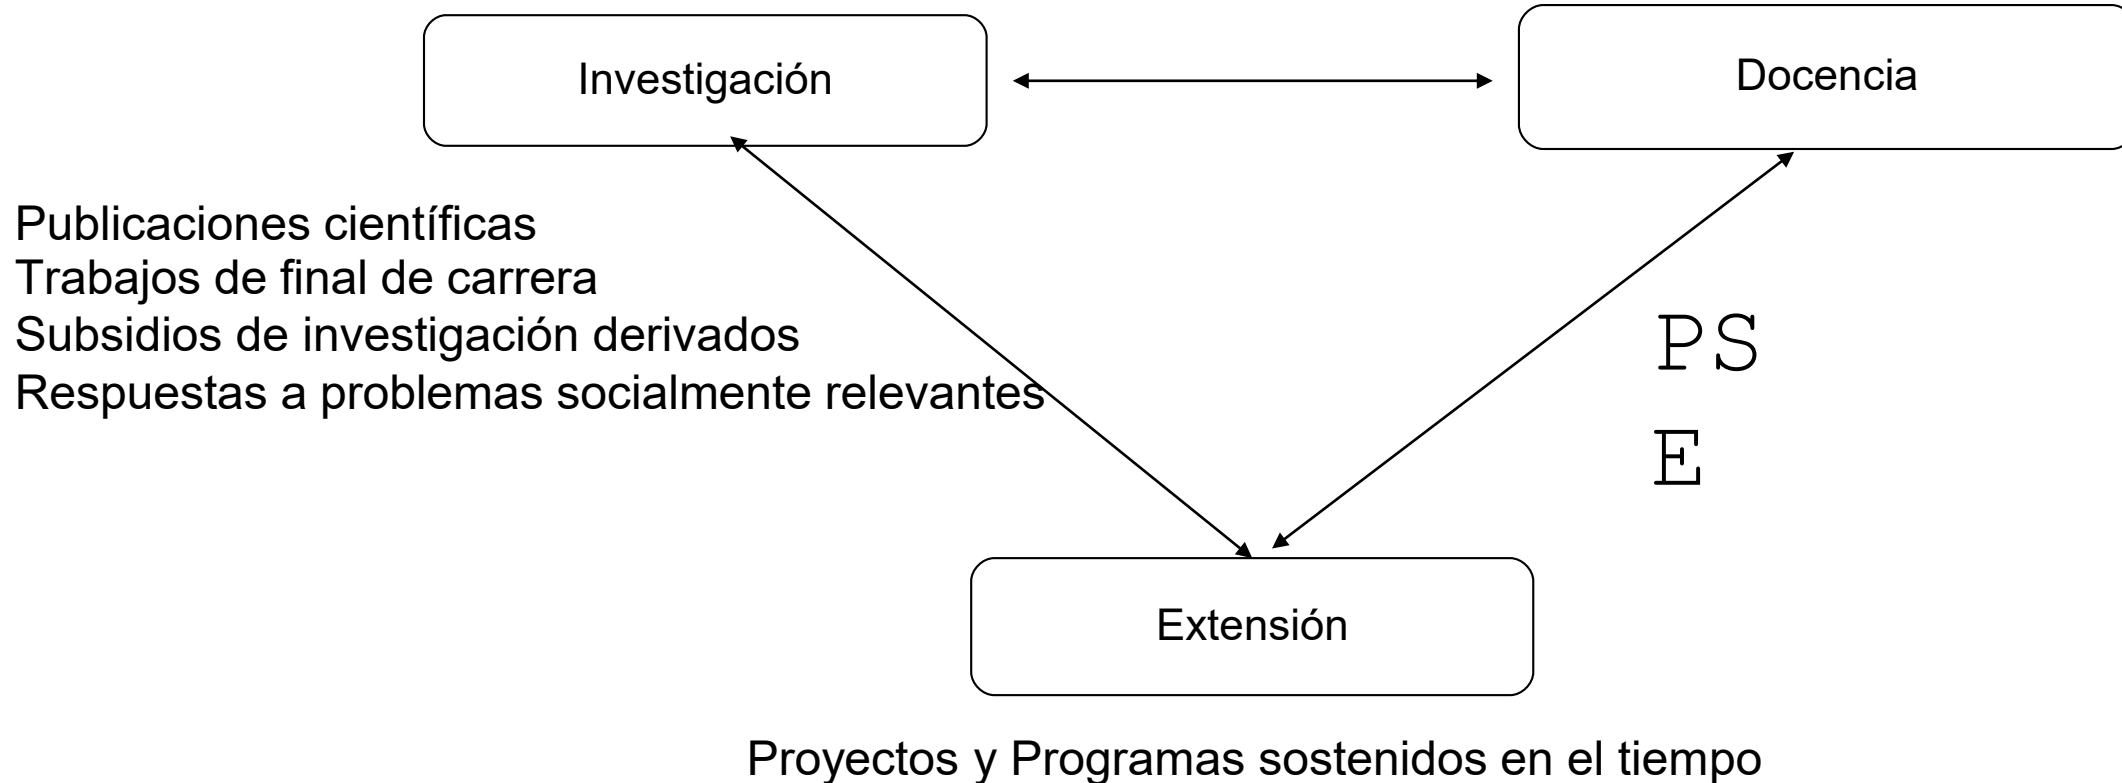 Investigación
Docencia
Publicaciones científicas
Trabajos de final de carrera
Subsidios de investigación derivados
Respuestas a problemas socialmente relevantes
PS
E
Extensión
Proyectos y Programas sostenidos en el tiempo